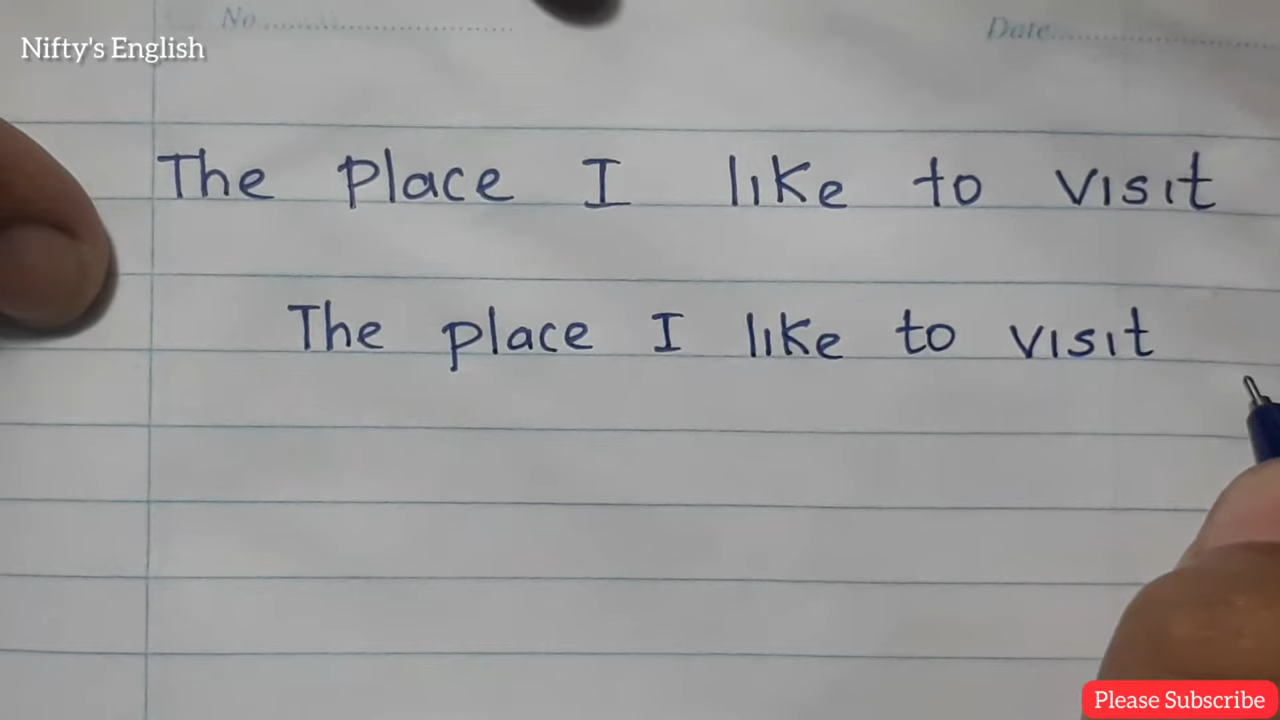 Nifty's English
No
Date
The Place I like to visit
The place I like to visit
Please Subscribe